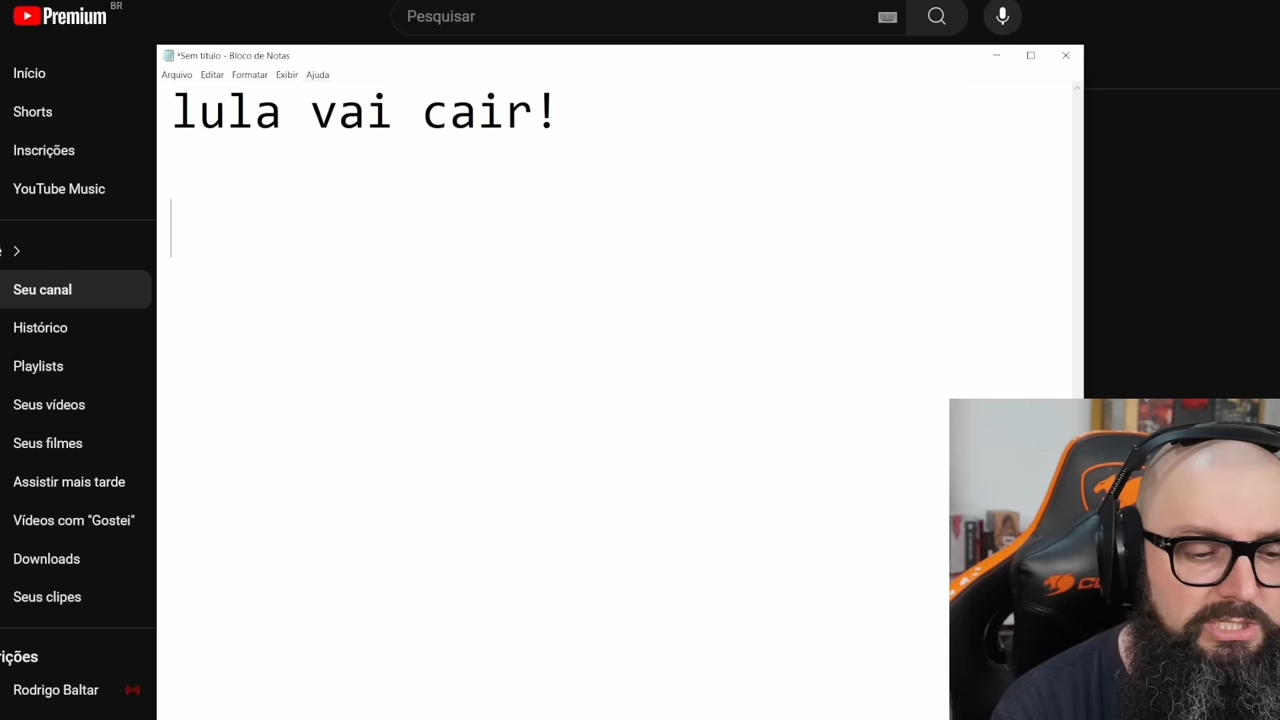 Premium BR
Pesquisar
*Sem título - Bloco de Notas
Arquivo Editar Formatar Exibir Ajuda
lula vai cair!
Início
Shorts
Inscrições
YouTube Music
Seu canal
Histórico
Playlists
Seus vídeos
Seus filmes
Assistir mais tarde
Vídeos com "Gostei"
Downloads
Seus clipes
rições
Rodrigo Baltar